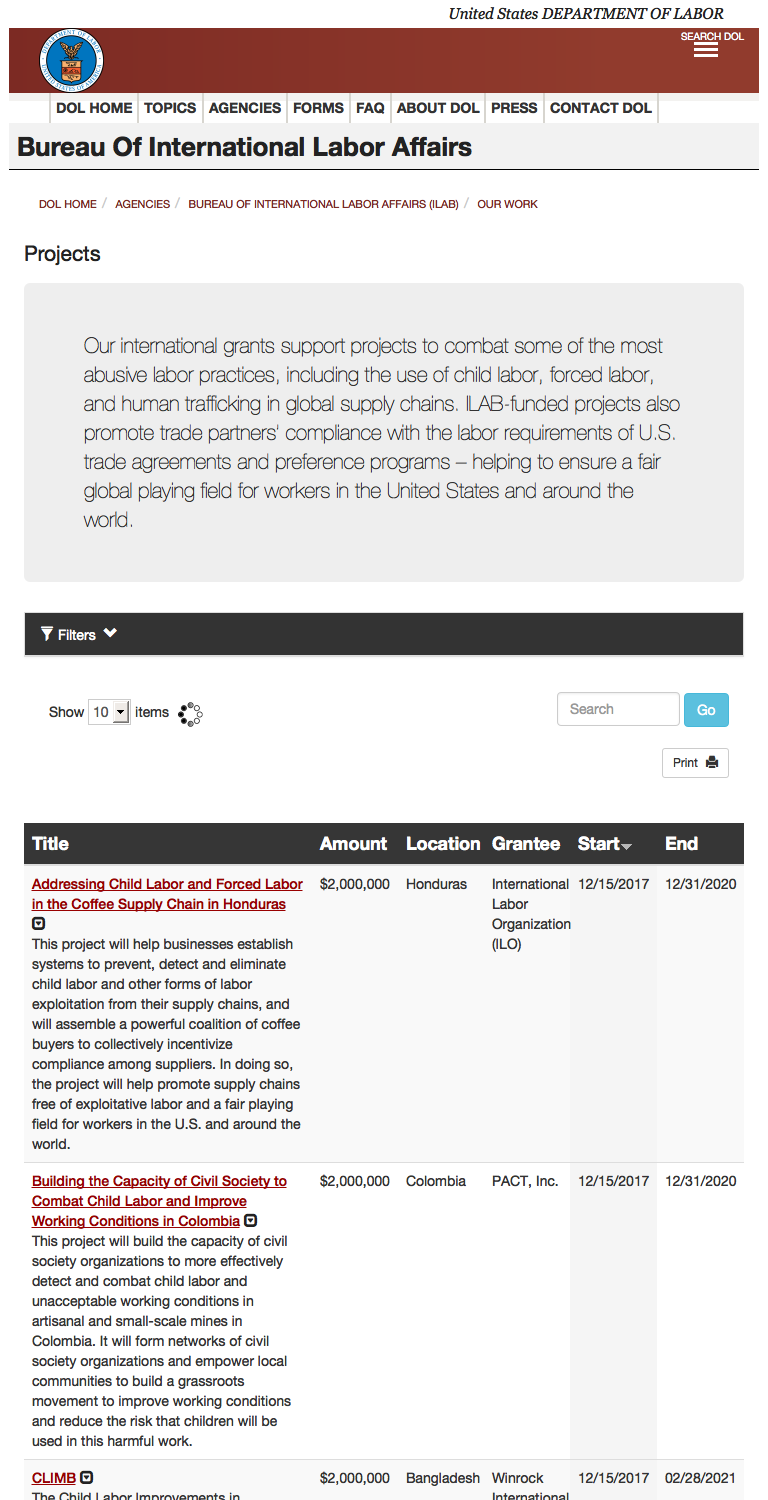 United States DEPARTMENT OF LABOR
SEARCH DOL
DOL HOME TOPICS AGENCIES FORMS FAQ ABOUT DOL PRESS CONTACT DOL
Bureau Of International Labor Affairs
DOL HOME / AGENCIES / BUREAU OF INTERNATIONAL LABOR AFFAIRS (ILAB) / OUR WORK
Projects
Our international grants support projects to combat some of the most
abusive labor practices, including the use of child labor, forced labor,
and human trafficking in global supply chains. ILAB-funded projects also
promote trade partners' compliance with the labor requirements of U.S.
trade agreements and preference programs – helping to ensure a fair
global playing field for workers in the United States and around the
world.
Filters
Show 10 items
Search Go
Print
Title Amount Location Grantee Start End
Addressing Child Labor and Forced Labor $2,000,000 Honduras International 12/15/2017 12/31/2020
in the Coffee Supply Chain in Honduras Labor
Organization
This project will help businesses establish (ILO)
systems to prevent, detect and eliminate
child labor and other forms of labor
exploitation from their supply chains, and
will assemble a powerful coalition of coffee
buyers to collectively incentivize
compliance among suppliers. In doing so,
the project will help promote supply chains
free of exploitative labor and a fair playing
field for workers in the U.S. and around the
world.
Building the Capacity of Civil Society to $2,000,000 Colombia PACT, Inc. 12/15/2017 12/31/2020
Combat Child Labor and Improve
Working Conditions in Colombia
This project will build the capacity of civil
society organizations to more effectively
detect and combat child labor and
unacceptable working conditions in
artisanal and small-scale mines in
Colombia. It will form networks of civil
society organizations and empower local
communities to build a grassroots
movement to improve working conditions
and reduce the risk that children will be
used in this harmful work.
CLIMB $2,000,000 Bangladesh Winrock 12/15/2017 02/28/2021
The Child Labor Improvements in International